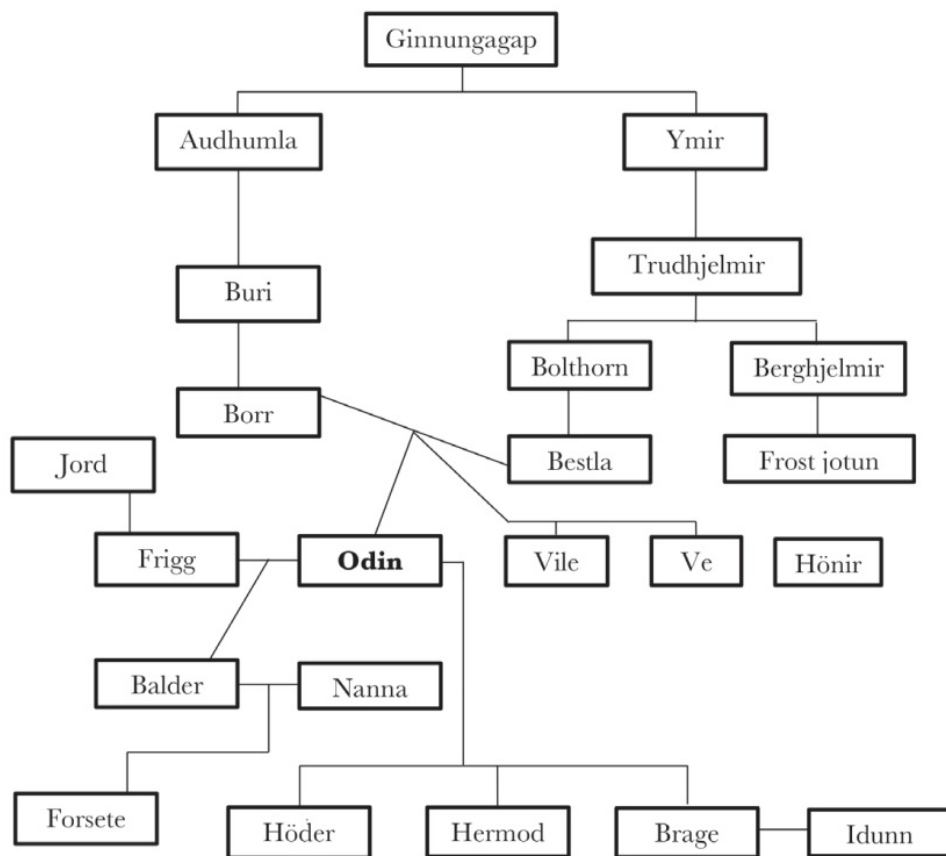 Ginnungagap
Audhumla
Ymir
Trudhjelmir
Buri
Bolthorn
Berghjelmir
Borr
Bestla
Frost jotun
Jord
Frigg
Odin
Vile
Ve
Hönir
Balder
Nanna
Forsete
Höder
Hermod
Brage
Idunn